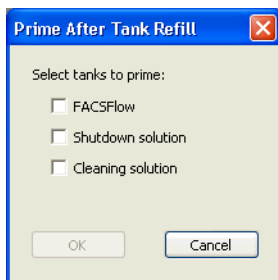 Prime After Tank Refill
Select tanks to prime:
FACSFlow
Shutdown solution
Cleaning solution
OK
Cancel